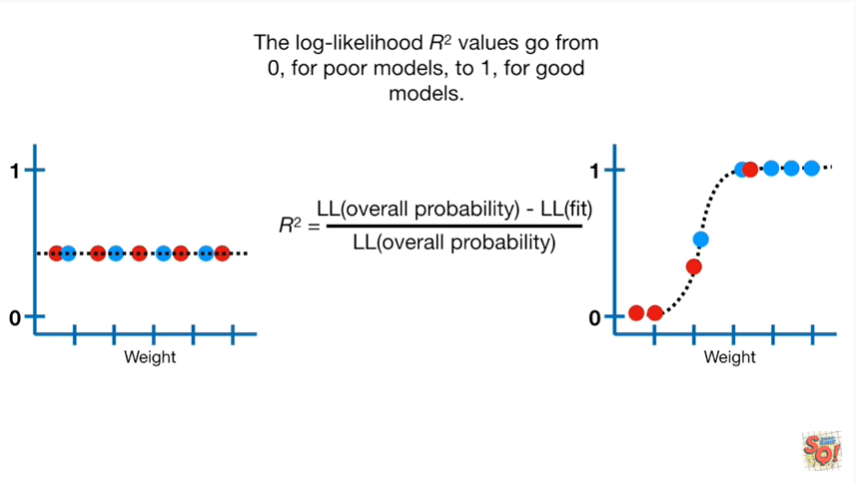 The log-likelihood R² values go from
0, for poor models, to 1, for good
models.
1
0
Weight
R² =
LL(overall probability) - LL(fit)
LL(overall probability)
1
0
Weight